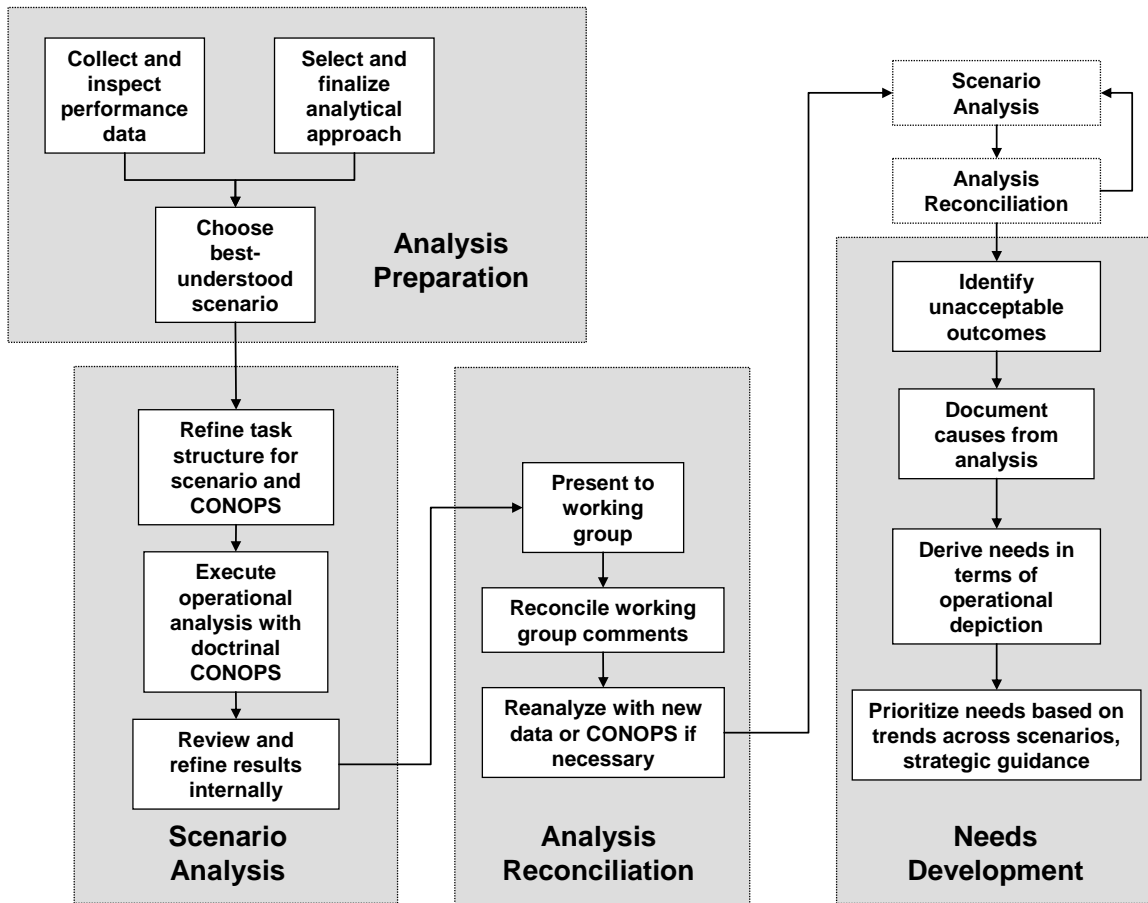 Collect and
inspect
performance
data
Select and
finalize
analytical
approach
Choose
best-
understood
scenario
Analysis
Preparation
Refine task
structure for
scenario and
CONOPS
Execute
operational
analysis with
doctrinal
CONOPS
Review and
refine results
internally
Scenario
Analysis
Present to
working
group
Reconcile working
group comments
Reanalyze with new
data or CONOPS if
necessary
Analysis
Reconciliation
Scenario
Analysis
Analysis
Reconciliation
Identify
unacceptable
outcomes
Document
causes from
analysis
Derive needs in
terms of
operational
depiction
Prioritize needs based on
trends across scenarios,
strategic guidance
Needs
Development